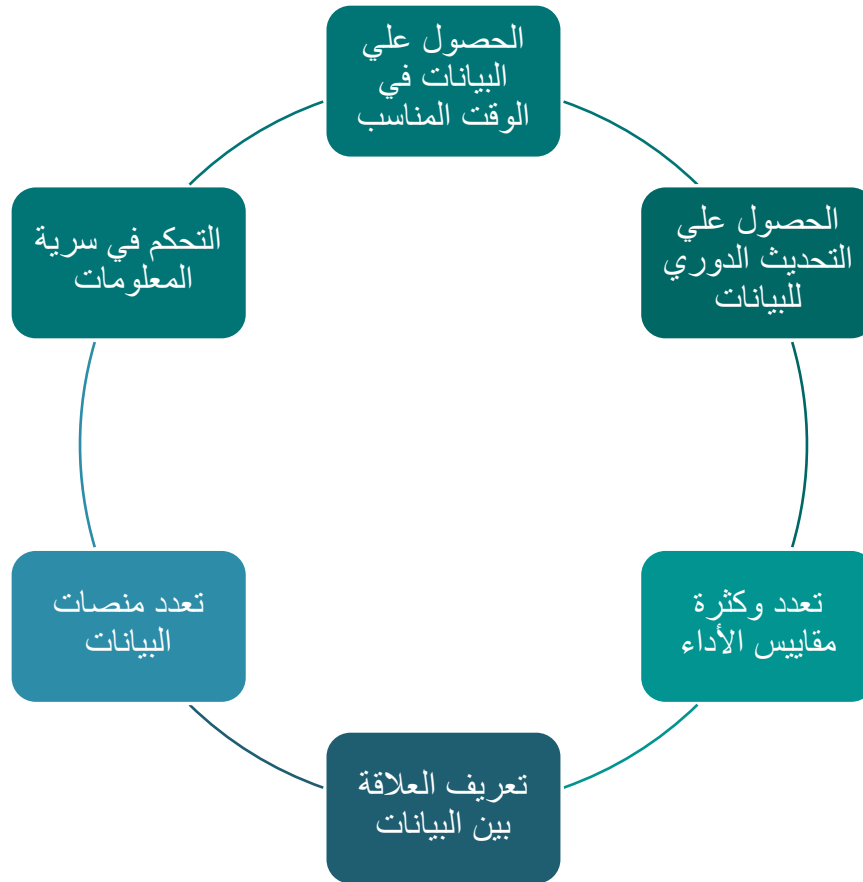 الحصول علي
البيانات في
الوقت المناسب
الحصول علي
التحديث الدوري
للبيانات
تعدد وكثرة
مقاييس الأداء
تعريف العلاقة
بين البيانات
تعدد منصات
البيانات
التحكم في سرية
المعلومات